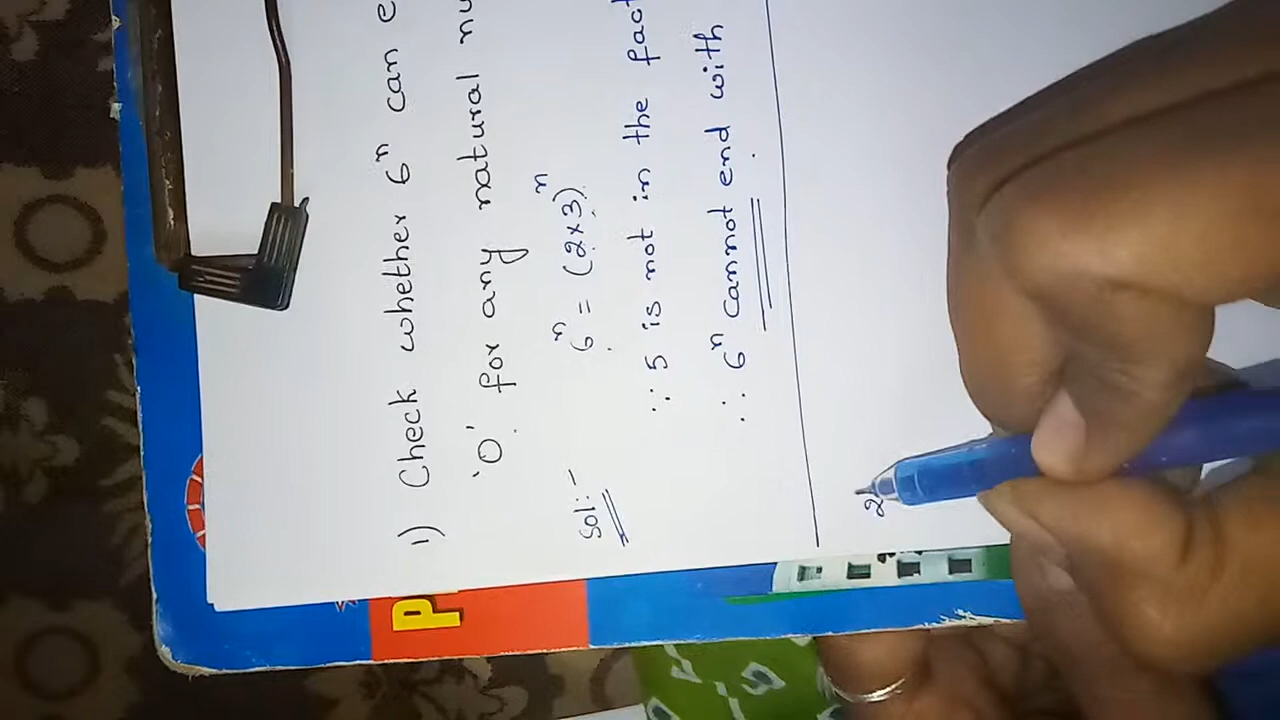 1) Check whether 6ⁿ can e
'0' for any natural nu
Sol:- 6ⁿ = (2×3)ⁿ
∵ 5 is not in the fact
∴ 6ⁿ cannot end with
2
P